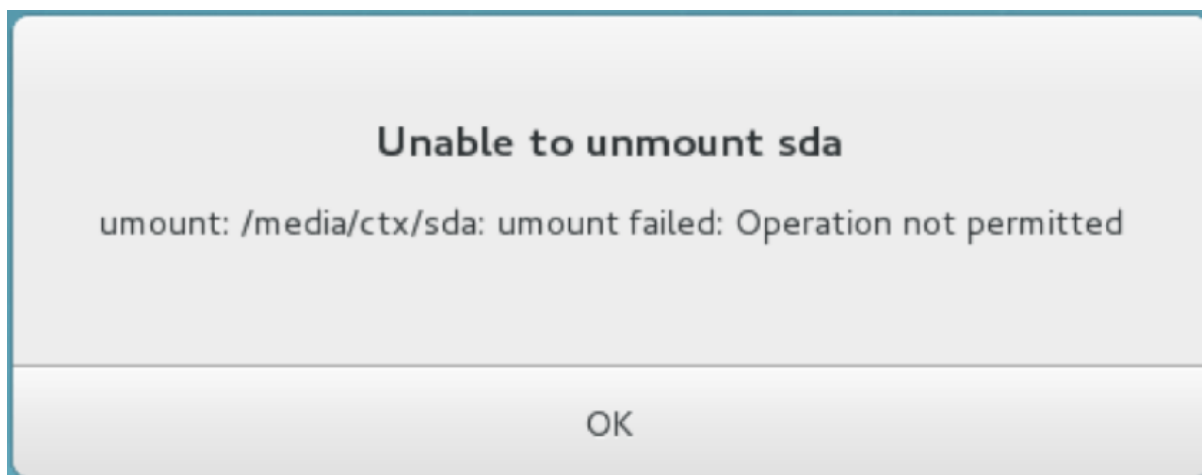 Unable to unmount sda
umount: /media/ctx/sda: umount failed: Operation not permitted
OK